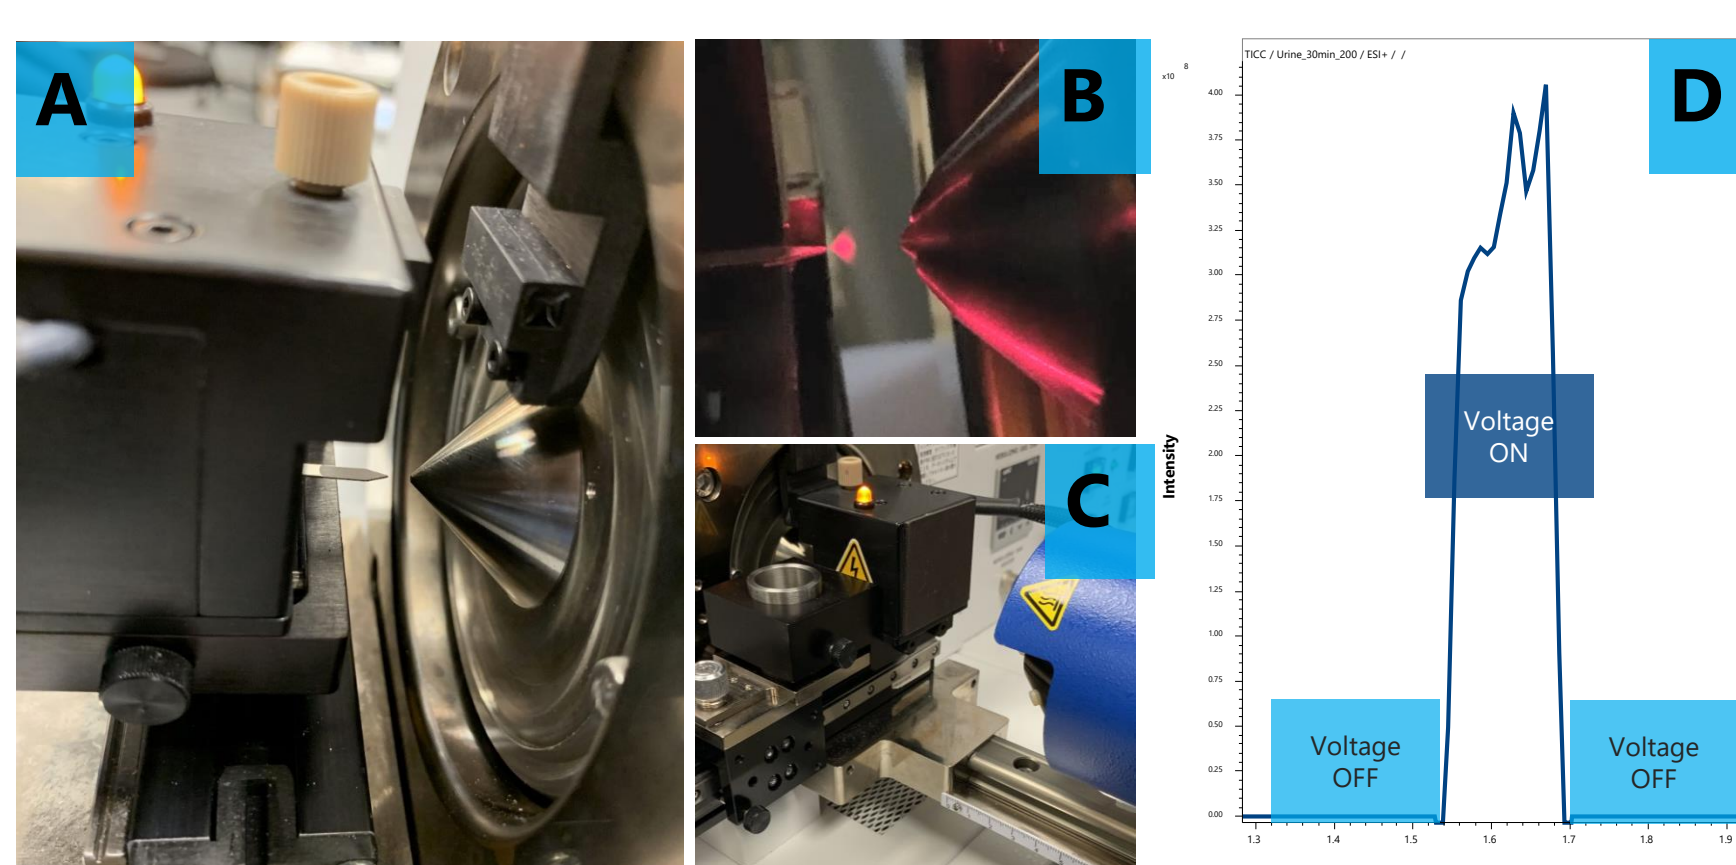 A
B
C
D
TICC / Urine_30min_200 / ESI+ / /
x10 8
4.00
3.75
3.50
3.25
3.00
2.75
2.50
2.25
2.00
1.75
1.50
1.25
1.00
0.75
0.50
0.25
0.00
Intensity
Voltage
ON
Voltage
OFF
Voltage
OFF
1.3 1.4 1.5 1.6 1.7 1.8 1.9